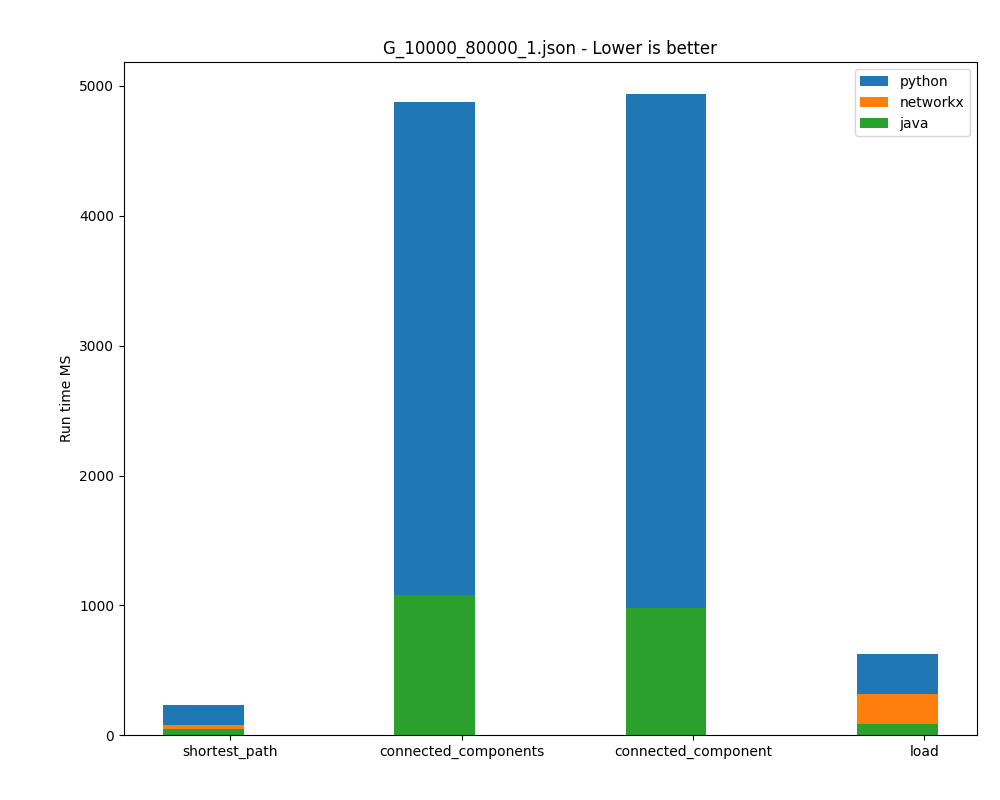 G_10000_80000_1.json - Lower is better
python
networkx
java
Run time MS
5000
4000
3000
2000
1000
0
shortest_path
connected_components
connected_component
load